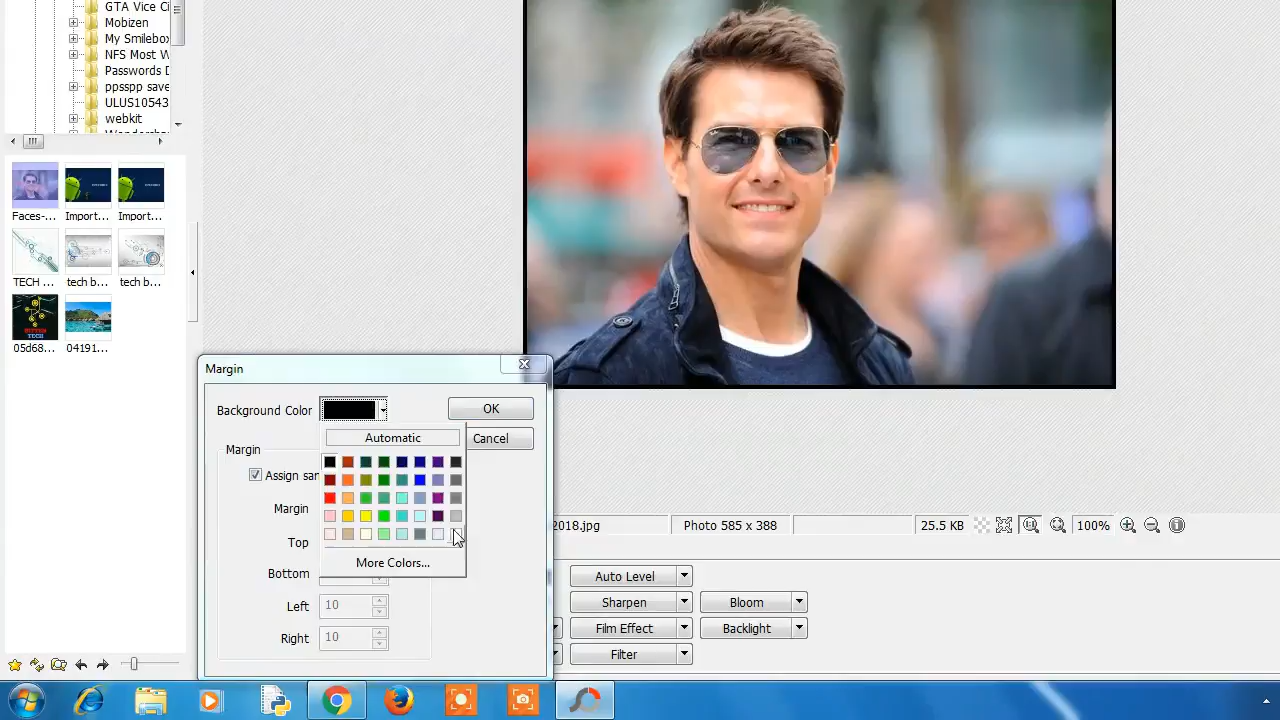 GTA Vice Ci
Mobizen
My Smilebo
NFS Most W
Passwords D
ppsspp save
ULUS10543
webkit
Faces-...
Import...
Import...
TECH ...
tech b...
tech b...
05d68...
04191...
Margin
Background Color
OK
Automatic
Cancel
Margin
Assign sar
Margin
Top
Bottom
Left
10
Right
10
More Colors...
2018.jpg
Photo 585 x 388
25.5 KB
100%
Auto Level
Sharpen
Bloom
Film Effect
Backlight
Filter